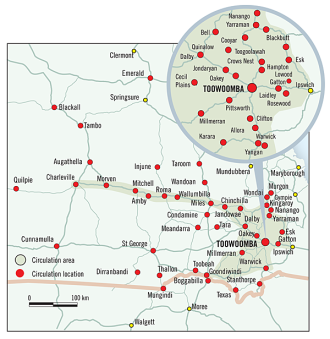 Nanango
Yarraman
Bell
Cooyar
Blackbutt
Quinalow
Toogoolawah
Dalby
Crows Nest
Esk
Jondaryan
Hampton
Oakey
Lowood
Cecil
Plains
Gatton
Ipswich
TOOWOOMBA
Laidley
Rosewood
Pittsworth
Millmerran
Clifton
Allora
Karara
Warwick
Yangan
Clermont
Emerald
Springsure
Blackall
Tambo
Augathella
Injune
Taroom
Mundubbera
Maryborough
Quilpie
Charleville
Morven
Mitchell
Roma
Wandoan
Murgon
Wondai
Gympie
Amby
Wallumbilla
Kingaroy
Miles
Chinchilla
Nanango
Condamine
Jandowae
Yarraman
Meandarra
Tara
Dalby
Cunnamulla
Oakey
Esk
Gatton
TOOWOOMBA
St George
Ipswich
Circulation area
Millmerran
Circulation location
Dirranbandi
Toobeah
Warwick
Thallon
Goondiwindi
Boggabilla
Stanthorpe
0
100 km
Mungindi
Texas
Moree
Walgett